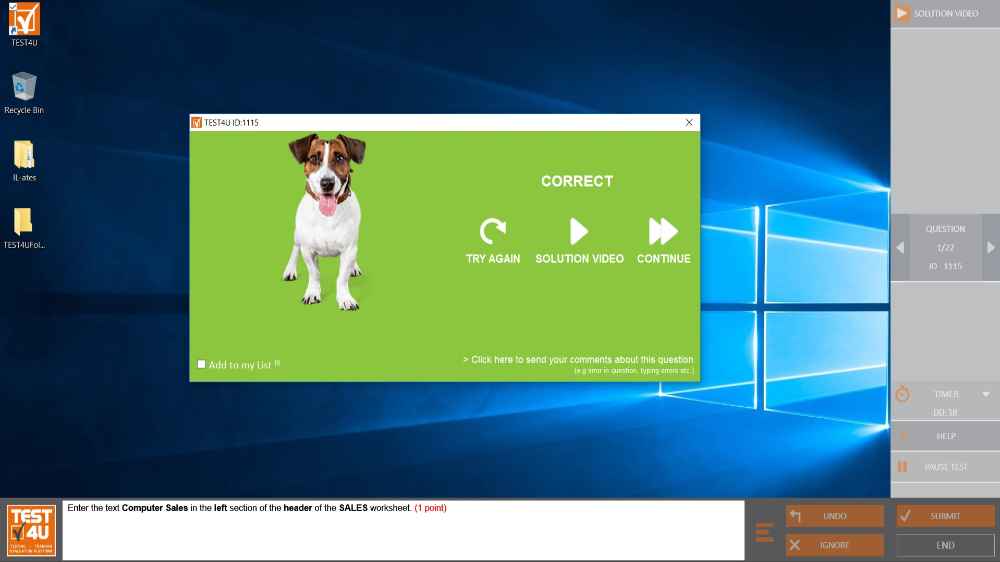 TEST4U
Recycle Bin
IL-ates
TEST4UFol...
TEST4U ID:1115
CORRECT
TRY AGAIN
SOLUTION VIDEO
CONTINUE
Add to my List (i)
> Click here to send your comments about this question
(e.g error in question, typing errors etc.)
SOLUTION VIDEO
QUESTION
1/22
ID 1115
TIMER
00:38
?
HELP
PAUSE TEST
TEST
4U
TESTING – TRAINING
EVALUATION PLATFORM
Enter the text Computer Sales in the left section of the header of the SALES worksheet. (1 point)
UNDO
IGNORE
SUBMIT
END